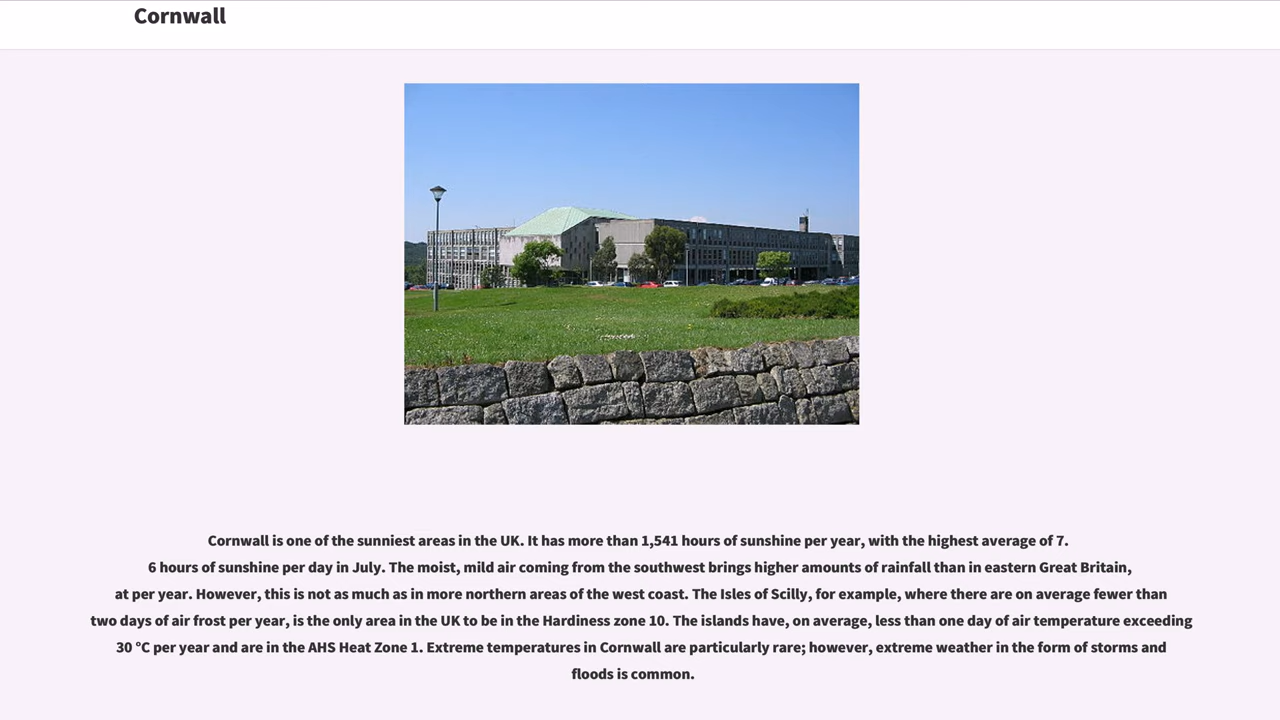 Cornwall
Cornwall is one of the sunniest areas in the UK. It has more than 1,541 hours of sunshine per year, with the highest average of 7.
6 hours of sunshine per day in July. The moist, mild air coming from the southwest brings higher amounts of rainfall than in eastern Great Britain,
at per year. However, this is not as much as in more northern areas of the west coast. The Isles of Scilly, for example, where there are on average fewer than
two days of air frost per year, is the only area in the UK to be in the Hardiness zone 10. The islands have, on average, less than one day of air temperature exceeding
30 °C per year and are in the AHS Heat Zone 1. Extreme temperatures in Cornwall are particularly rare; however, extreme weather in the form of storms and
floods is common.